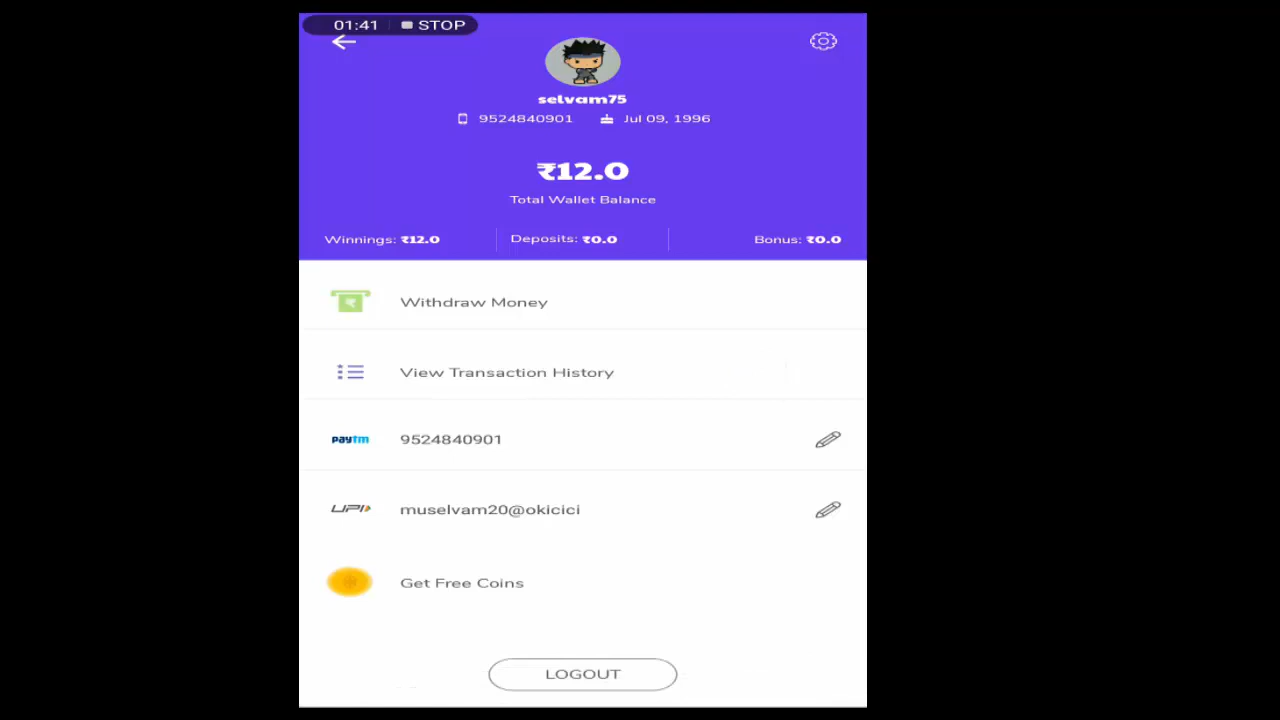 01:41 STOP
selvam75
9524840901 Jul 09, 1996
₹12.0
Total Wallet Balance
Winnings: ₹12.0 Deposits: ₹0.0 Bonus: ₹0.0
Withdraw Money
View Transaction History
paytm 9524840901
UPI muselvam20@okicici
Get Free Coins
LOGOUT